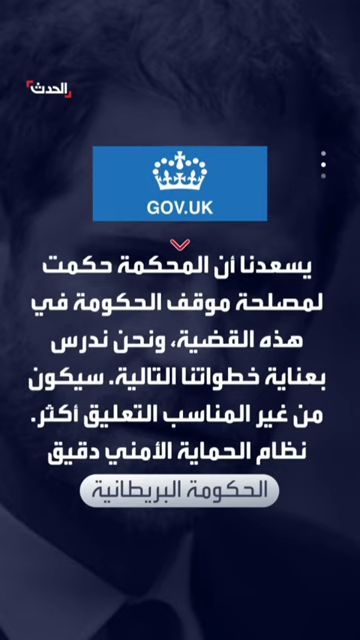 الحدث
GOV.UK
يسعدنا أن المحكمة حكمت
لمصلحة موقف الحكومة في
هذه القضية، ونحن ندرس
بعناية خطواتنا التالية. سيكون
من غير المناسب التعليق أكثر.
نظام الحماية الأمني دقيق
الحكومة البريطانية